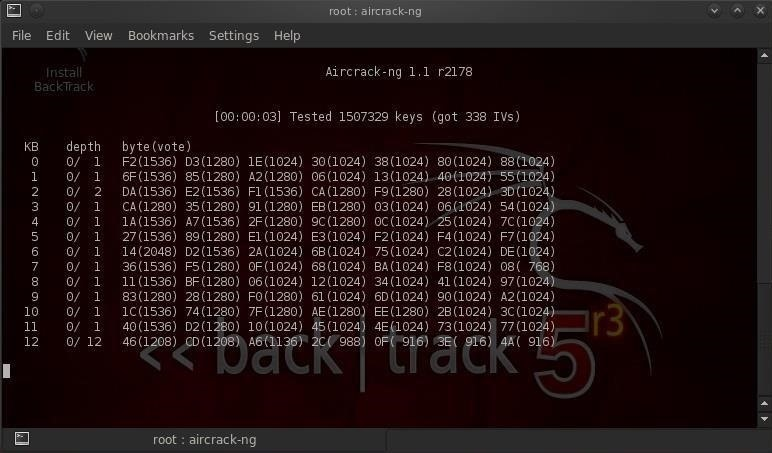 root : aircrack-ng
File Edit View Bookmarks Settings Help
Install
BackTrack
Aircrack-ng 1.1 r2178
[00:00:03] Tested 1507329 keys (got 338 IVs)
KB depth byte(vote)
0 0/ 1 F2(1536) D3(1280) 1E(1024) 30(1024) 38(1024) 80(1024) 88(1024)
1 0/ 1 6F(1536) 85(1280) A2(1280) 06(1024) 13(1024) 40(1024) 55(1024)
2 0/ 2 DA(1536) E2(1536) F1(1536) CA(1280) F9(1280) 28(1024) 3D(1024)
3 0/ 1 CA(1280) 35(1280) 91(1280) EB(1280) 03(1024) 06(1024) 54(1024)
4 0/ 1 1A(1536) A7(1536) 2F(1280) 9C(1280) 0C(1024) 25(1024) 7C(1024)
5 0/ 1 27(1536) 89(1280) E1(1024) E3(1024) F2(1024) F4(1024) F7(1024)
6 0/ 1 14(2048) D2(1536) 2A(1024) 6B(1024) 75(1024) C2(1024) DE(1024)
7 0/ 1 36(1536) F5(1280) 0F(1024) 68(1024) BA(1024) F8(1024) 08( 768)
8 0/ 1 11(1536) BF(1280) 06(1024) 12(1024) 34(1024) 41(1024) 97(1024)
9 0/ 1 83(1280) 28(1280) F0(1280) 61(1024) 6D(1024) 90(1024) A2(1024)
10 0/ 1 1C(1536) 74(1280) 7F(1280) AE(1280) EE(1280) 2B(1024) 3C(1024)
11 0/ 1 40(1536) D2(1280) 10(1024) 45(1024) 4E(1024) 73(1024) 77(1024)
12 0/ 12 46(1208) CD(1208) A6(1136) 2C( 988) 0F( 916) 3E( 916) 4A( 916)
<< back | track 5 r3
root : aircrack-ng